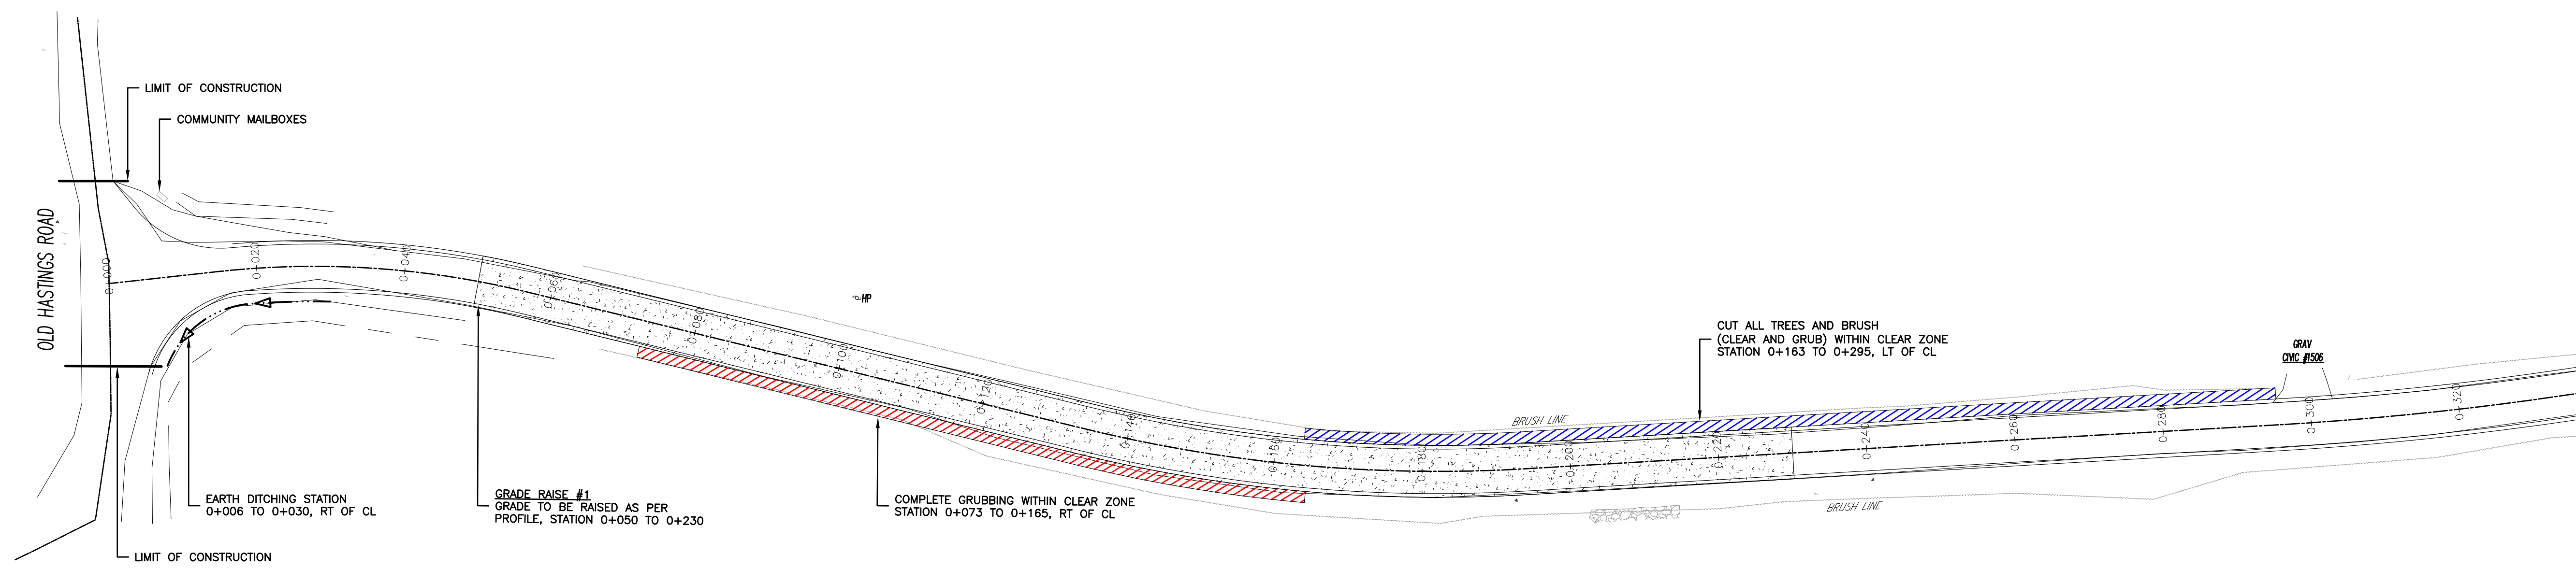 LIMIT OF CONSTRUCTION
COMMUNITY MAILBOXES
OLD HASTINGS ROAD
0+000
0+020
0+040
0+060
0+080
0+100
0+120
0+140
0+160
0+180
0+200
0+220
0+240
0+260
0+280
0+300
0+320
HP
CUT ALL TREES AND BRUSH
(CLEAR AND GRUB) WITHIN CLEAR ZONE
STATION 0+163 TO 0+295, LT OF CL
GRAV
CIVIC #1506
BRUSH LINE
BRUSH LINE
EARTH DITCHING STATION
0+006 TO 0+030, RT OF CL
GRADE RAISE #1
GRADE TO BE RAISED AS PER
PROFILE, STATION 0+050 TO 0+230
COMPLETE GRUBBING WITHIN CLEAR ZONE
STATION 0+073 TO 0+165, RT OF CL
LIMIT OF CONSTRUCTION